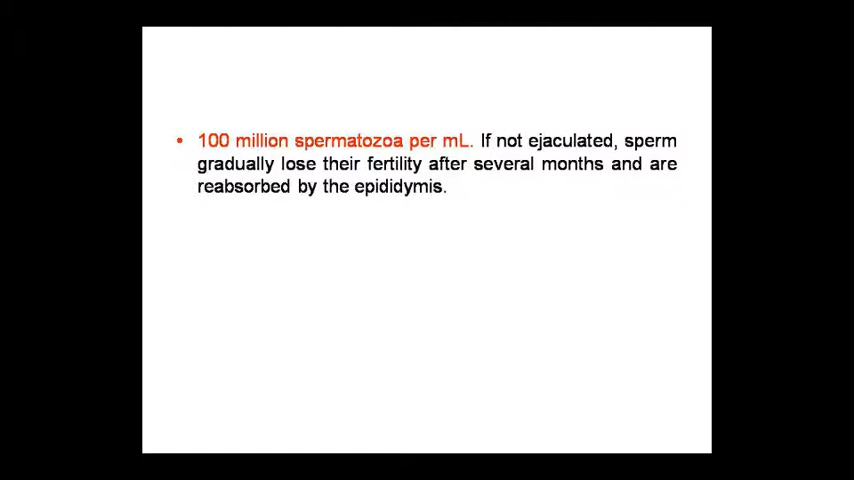 • 100 million spermatozoa per mL. If not ejaculated, sperm
gradually lose their fertility after several months and are
reabsorbed by the epididymis.